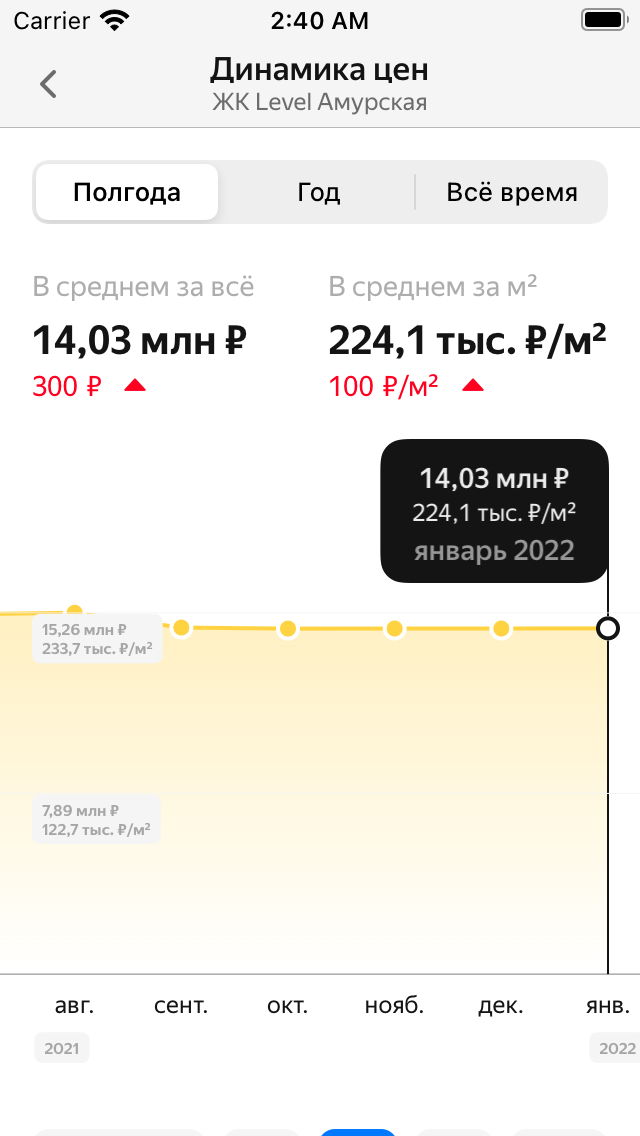 Carrier 2:40 AM
Динамика цен
ЖК Level Амурская
Полгода Год Всё время
В среднем за всё В среднем за м²
14,03 млн ₽ 224,1 тыс. ₽/м²
300 ₽ 100 ₽/м²
14,03 млн ₽
224,1 тыс. ₽/м²
январь 2022
15,26 млн ₽
233,7 тыс. ₽/м²
7,89 млн ₽
122,7 тыс. ₽/м²
авг. сент. окт. нояб. дек. янв.
2021 2022